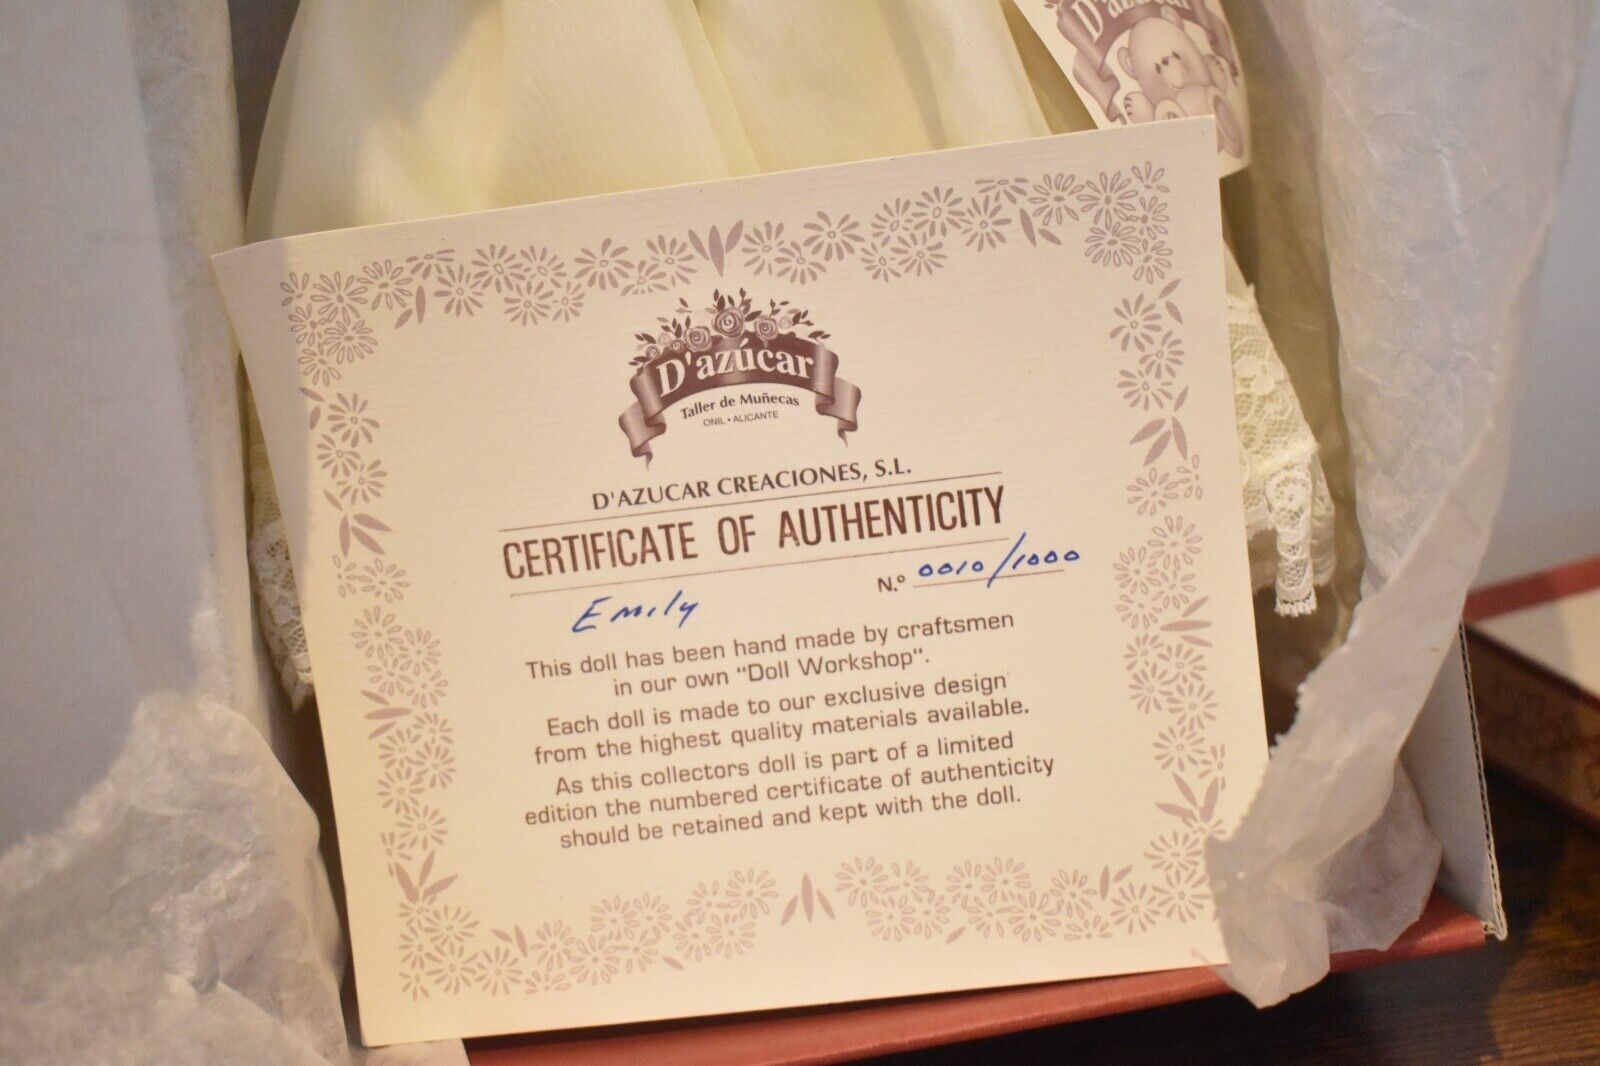 D'azúcar
D'azúcar
Taller de Muñecas
ONIL • ALICANTE
D'AZUCAR CREACIONES, S.L.
CERTIFICATE OF AUTHENTICITY
Emily
N.º 0010/1000
This doll has been hand made by craftsmen
in our own "Doll Workshop".
Each doll is made to our exclusive design
from the highest quality materials available.
As this collectors doll is part of a limited
edition the numbered certificate of authenticity
should be retained and kept with the doll.